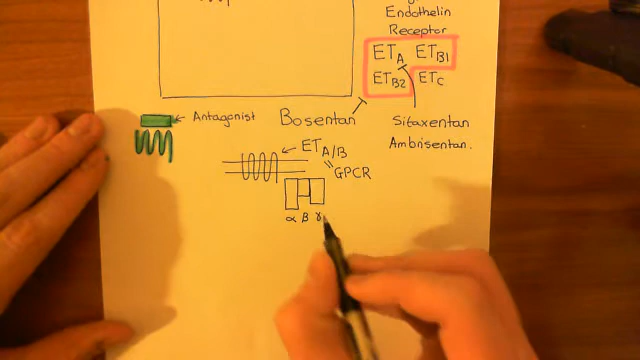 Endothelin
Receptor
ETA ETB1
ETB2 ETC
Antagonist
Bosentan
Sitaxentan
Ambrisentan.
ETA/B
GPCR
α β γ